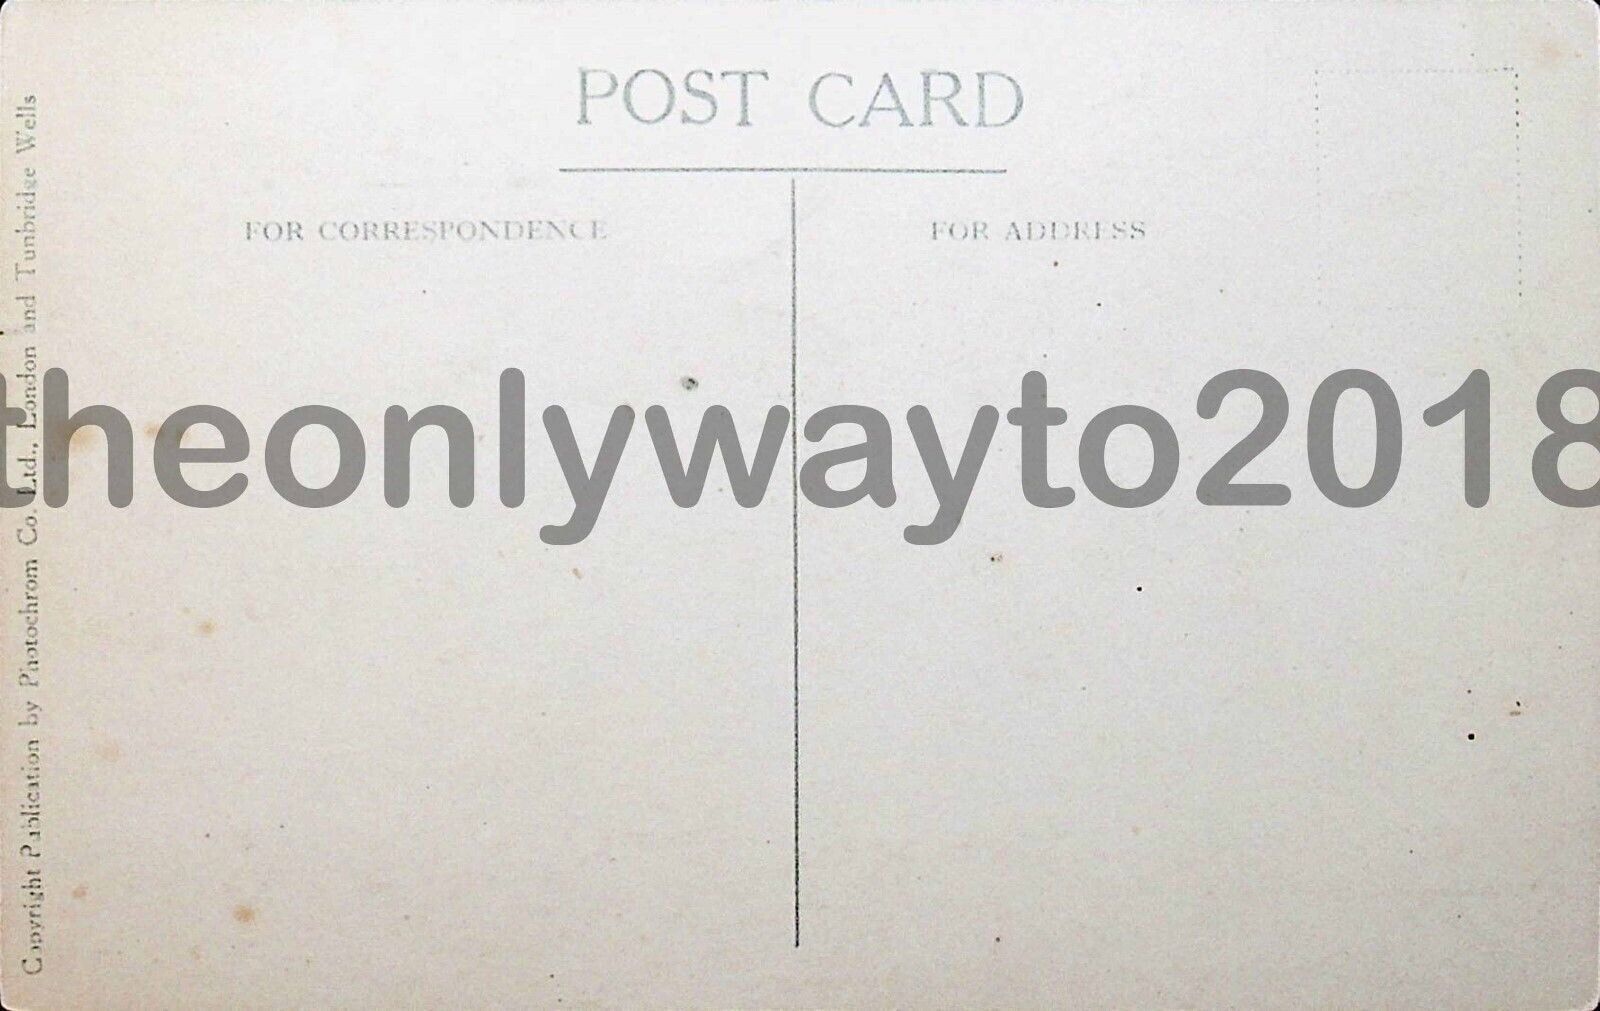 POST CARD
FOR CORRESPONDENCE
FOR ADDRESS
Copyright Publication by Photochrom Co. Ltd., London and Tunbridge Wells
theonlywayto2018